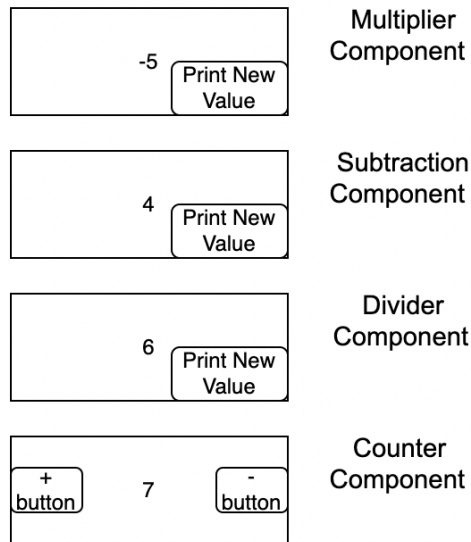 -5
Print New
Value
Multiplier
Component
4
Print New
Value
Subtraction
Component
6
Print New
Value
Divider
Component
+
button
7
-
button
Counter
Component